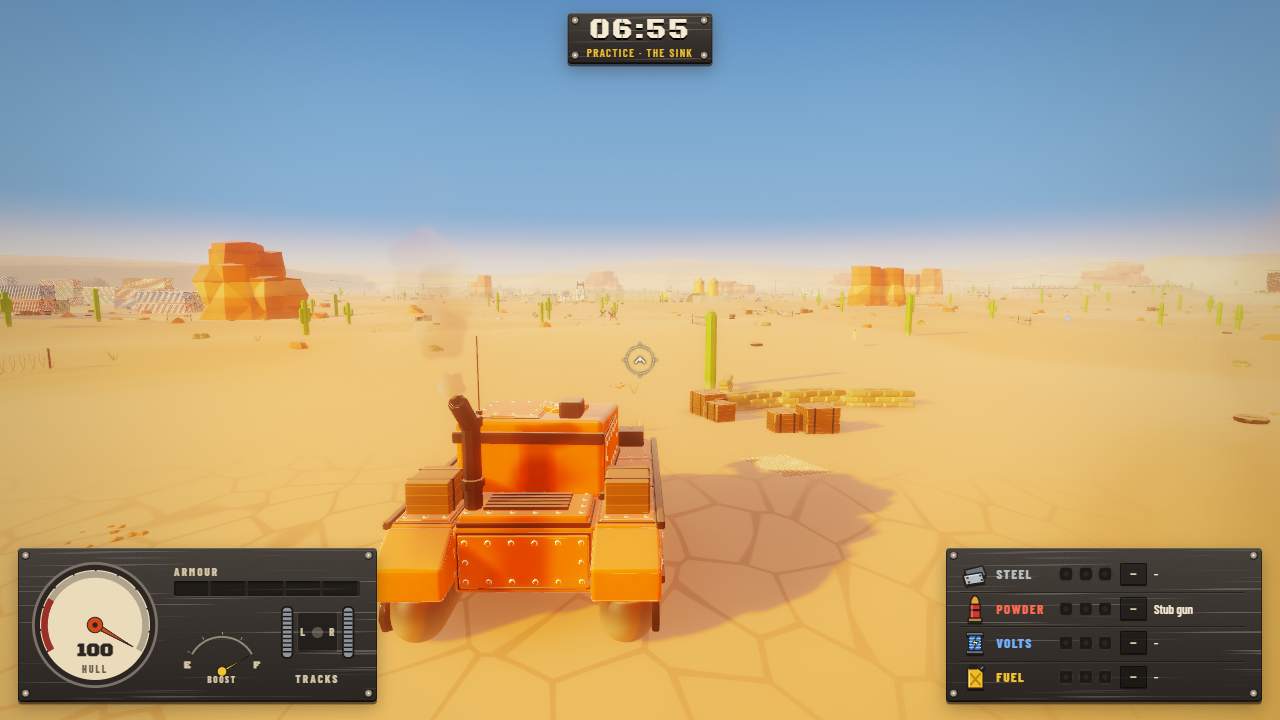 06:55
PRACTICE - THE SINK
ARMOUR
100
HULL
E F
BOOST
L R
TRACKS
STEEL - -
POWDER - Stub gun
VOLTS - -
FUEL - -